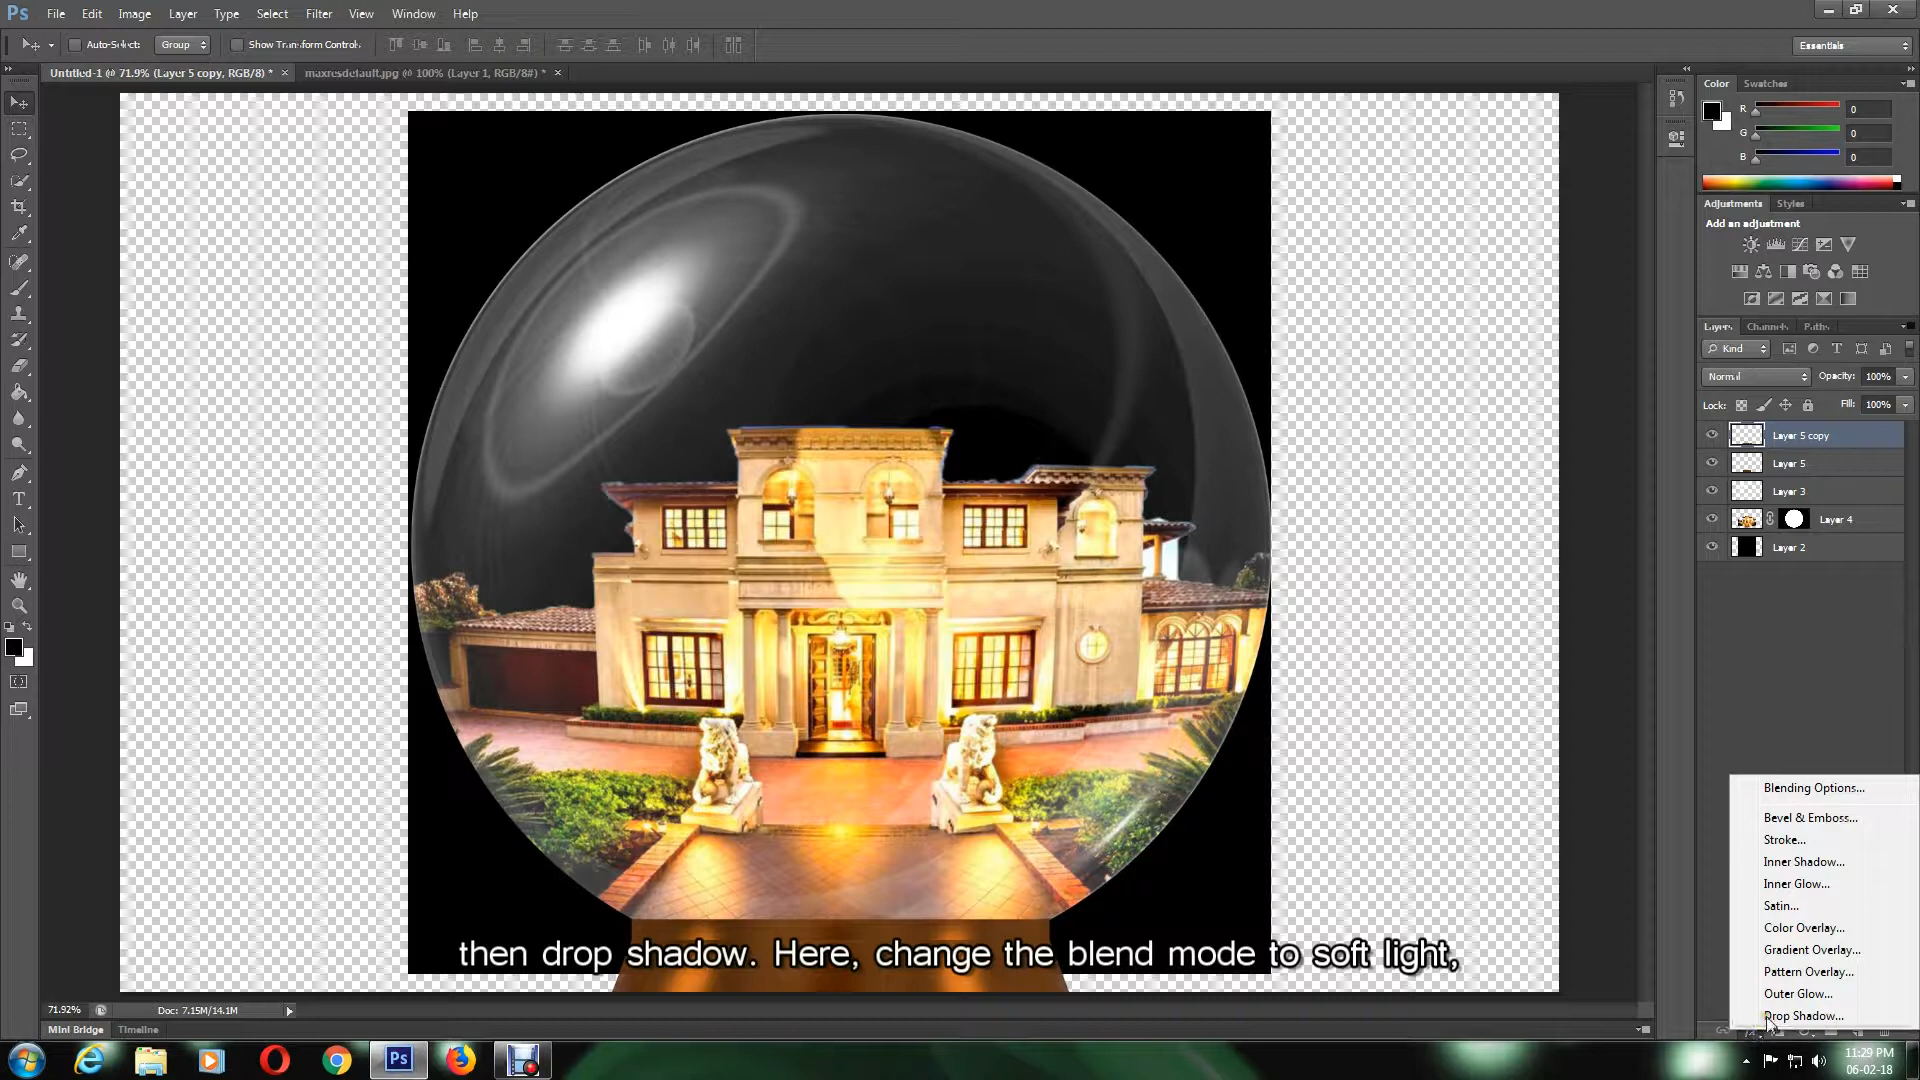 Ps File Edit Image Layer Type Select Filter View Window Help
Auto-Select: Group Show Transform Controls Essentials
Untitled-1 @ 71.9% (Layer 5 copy, RGB/8) * × maxresdefault.jpg @ 100% (Layer 1, RGB/8#) * ×
Color Swatches
R 0
G 0
B 0
Adjustments Styles
Add an adjustment
Layers Channels Paths
Kind
Normal Opacity: 100%
Lock: Fill: 100%
Layer 5 copy
Layer 5
Layer 3
Layer 4
Layer 2
Blending Options...
Bevel & Emboss...
Stroke...
Inner Shadow...
Inner Glow...
Satin...
Color Overlay...
Gradient Overlay...
Pattern Overlay...
Outer Glow...
Drop Shadow...
then drop shadow. Here, change the blend mode to soft light,
71.92% Doc: 7.15M/14.1M
Mini Bridge Timeline
Ps
11:29 PM
06-02-18